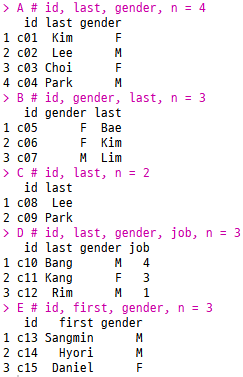 > A # id, last, gender, n = 4
id last gender
1 c01 Kim F
2 c02 Lee M
3 c03 Choi F
4 c04 Park M
> B # id, gender, last, n = 3
id gender last
1 c05 F Bae
2 c06 F Kim
3 c07 M Lim
> C # id, last, n = 2
id last
1 c08 Lee
2 c09 Park
> D # id, last, gender, job, n = 3
id last gender job
1 c10 Bang M 4
2 c11 Kang F 3
3 c12 Rim M 1
> E # id, first, gender, n = 3
id first gender
1 c13 Sangmin M
2 c14 Hyori M
3 c15 Daniel F